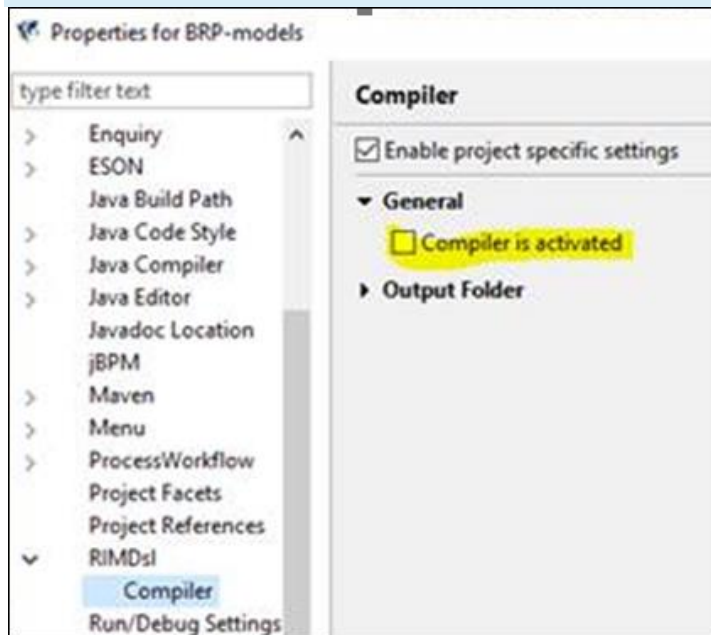 Properties for BRP-models
type filter text
Enquiry
ESON
Java Build Path
Java Code Style
Java Compiler
Java Editor
Javadoc Location
jBPM
Maven
Menu
ProcessWorkflow
Project Facets
Project References
RIMDsl
Compiler
Run/Debug Settings
Compiler
Enable project specific settings
General
Compiler is activated
Output Folder